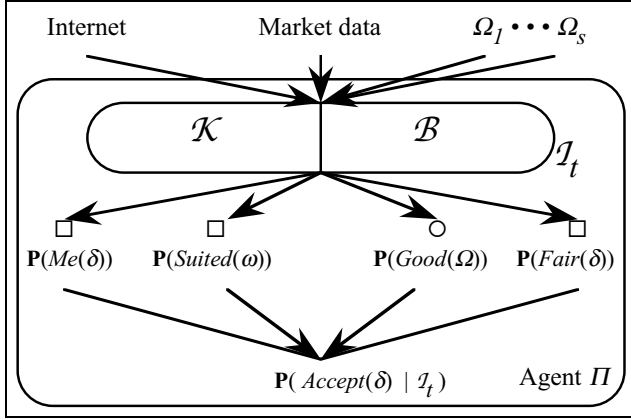 Internet Market data Ω1 • • • Ωs
𝒦 ℬ
ℐt
P(Me(δ)) P(Suited(ω)) P(Good(Ω)) P(Fair(δ))
P( Accept(δ) | ℐt ) Agent Π